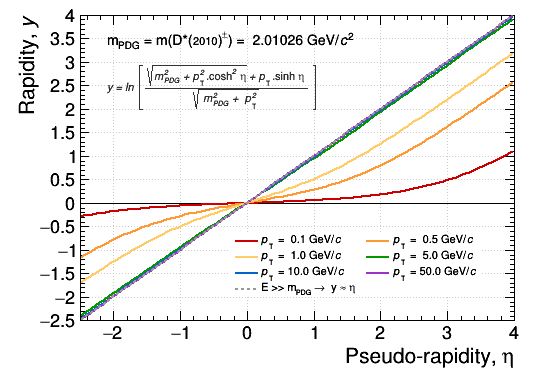 m_PDG = m(D*(2010)^±) = 2.01026 GeV/c²
y = ln [ (√(m²_PDG + p²_T.cosh² η) + p_T.sinh η) / √(m²_PDG + p²_T) ]
Rapidity, y
4
3.5
3
2.5
2
1.5
1
0.5
0
−0.5
−1
−1.5
−2
−2.5
p_T = 0.1 GeV/c
p_T = 0.5 GeV/c
p_T = 1.0 GeV/c
p_T = 5.0 GeV/c
p_T = 10.0 GeV/c
p_T = 50.0 GeV/c
E >> m_PDG → y ≈ η
−2 −1 0 1 2 3 4
Pseudo-rapidity, η